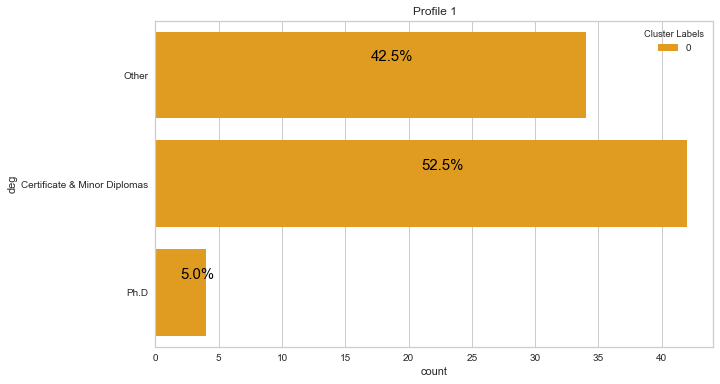 Profile 1
Cluster Labels
0
deg
Other
42.5%
Certificate & Minor Diplomas
52.5%
Ph.D
5.0%
0 5 10 15 20 25 30 35 40
count